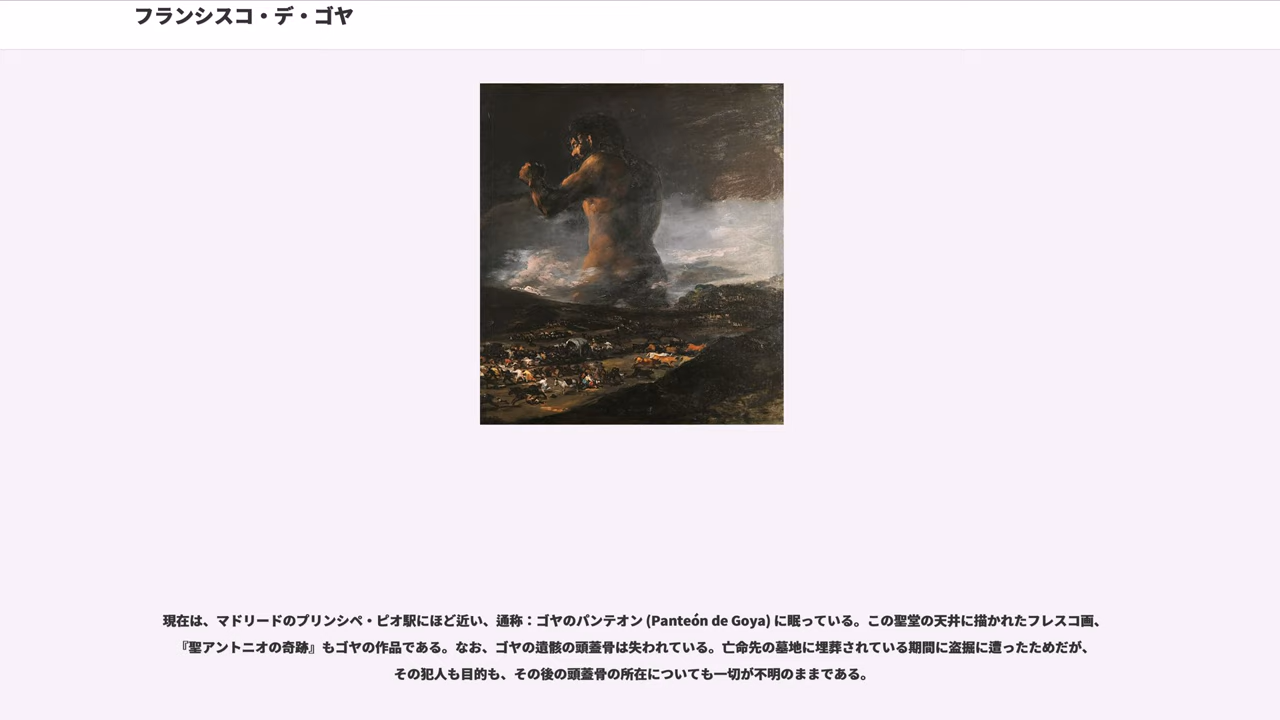 フランシスコ・デ・ゴヤ
現在は、マドリードのプリンシペ・ピオ駅にほど近い、通称：ゴヤのパンテオン (Panteón de Goya) に眠っている。この聖堂の天井に描かれたフレスコ画、
『聖アントニオの奇跡』もゴヤの作品である。なお、ゴヤの遺骸の頭蓋骨は失われている。亡命先の墓地に埋葬されている期間に盗掘に遭ったためだが、
その犯人も目的も、その後の頭蓋骨の所在についても一切が不明のままである。